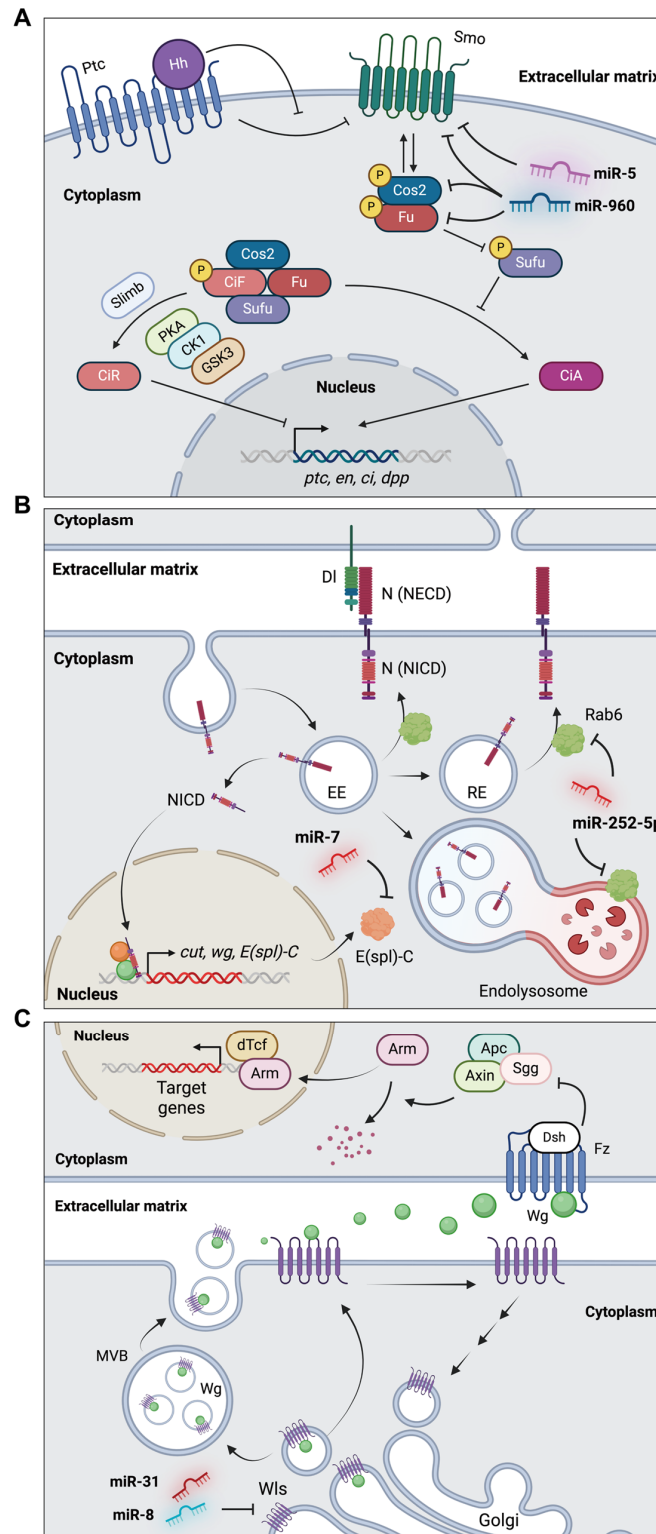 A
Ptc
Hh
Smo
Extracellular matrix
Cytoplasm
P
Cos2
P
Fu
miR-5
miR-960
P
Sufu
Cos2
P
CiF
Fu
Sufu
Slimb
PKA
CK1
GSK3
CiR
CiA
Nucleus
ptc, en, ci, dpp
B
Cytoplasm
Extracellular matrix
Dl
N (NECD)
Cytoplasm
N (NICD)
Rab6
EE
RE
NICD
miR-7
miR-252-5p
cut, wg, E(spl)-C
E(spl)-C
Nucleus
Endolysosome
C
Nucleus
dTcf
Arm
Arm
Apc
Axin
Sgg
Target
genes
Dsh
Fz
Cytoplasm
Extracellular matrix
Wg
Cytoplasm
MVB
Wg
miR-31
miR-8
Wls
Golgi